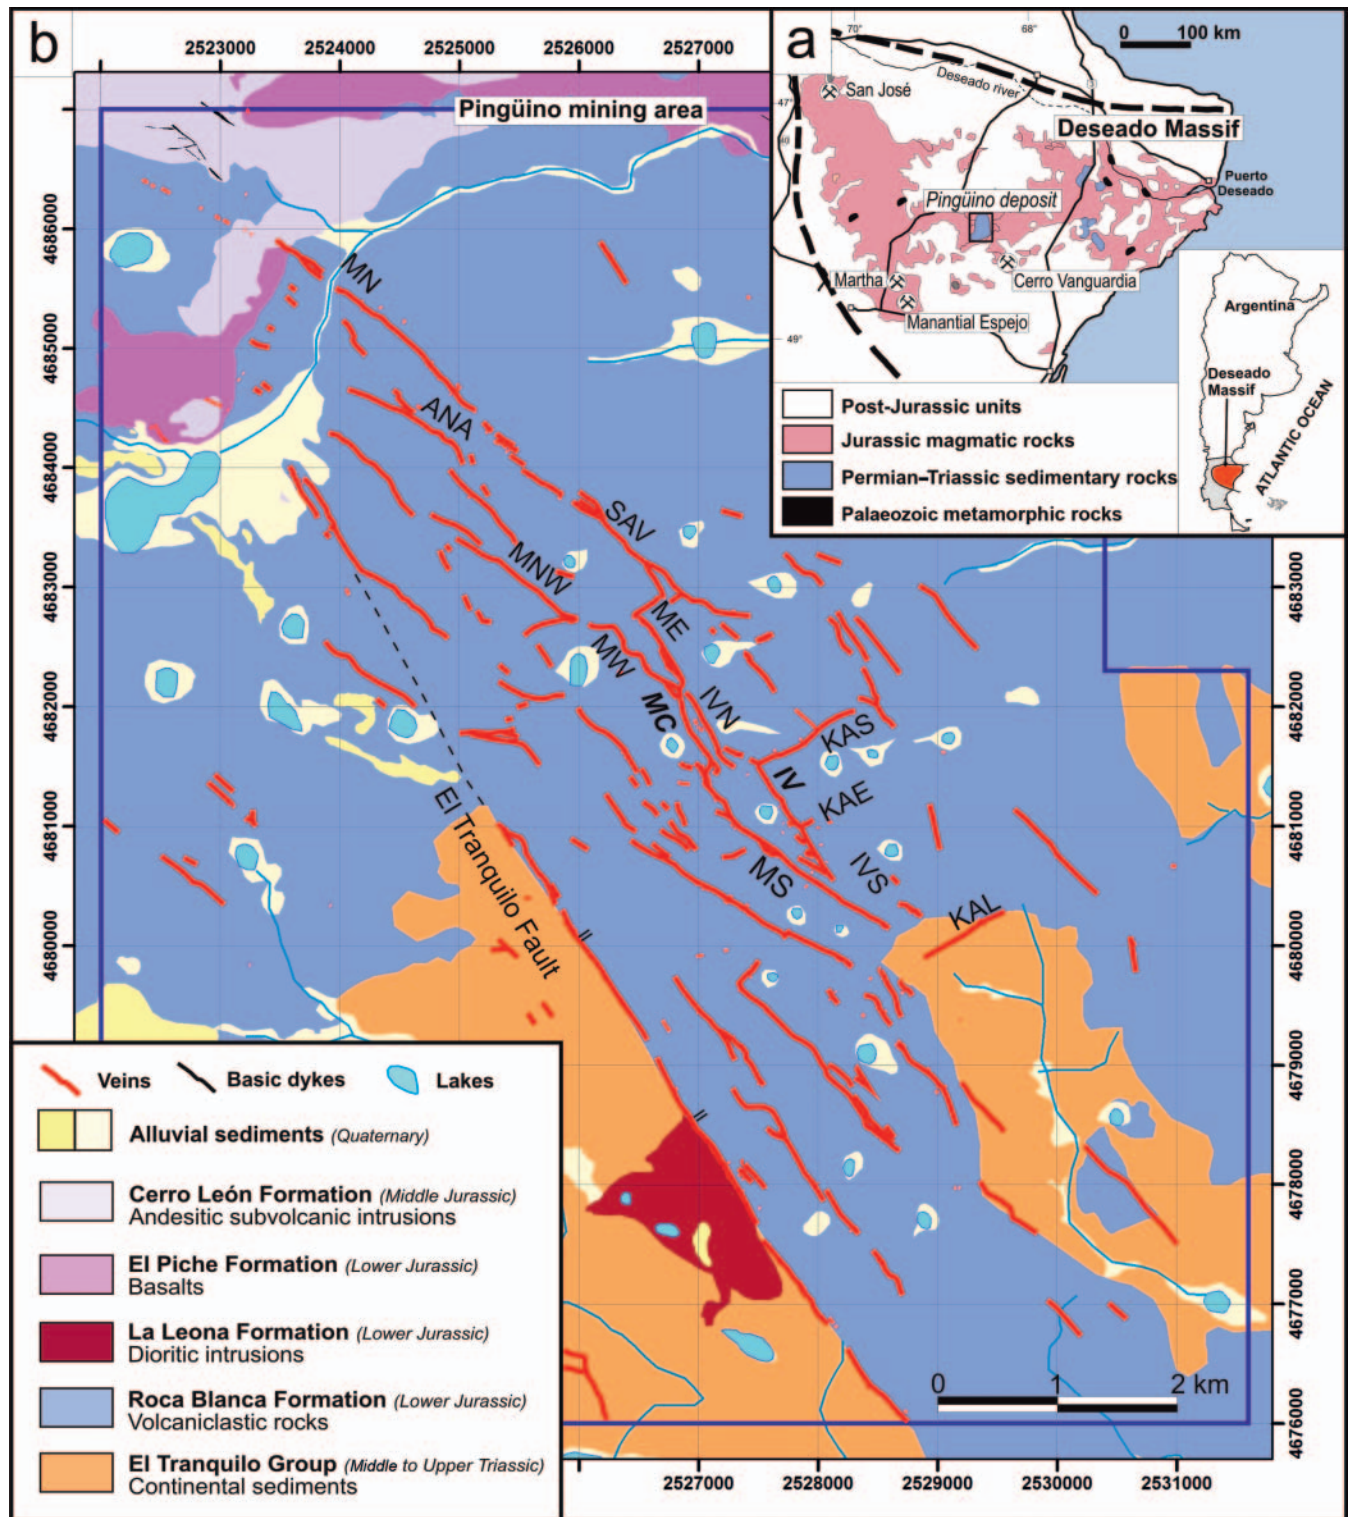 b
2523000
2524000
2525000
2526000
2527000
Pingüino mining area
4686000
4685000
4684000
4683000
4682000
4681000
4680000
MN
ANA
SAV
MNW
ME
MW
MC
IVN
KAS
IV
KAE
IVS
MS
KAL
El Tranquilo Fault
4683000
4682000
4681000
4680000
4679000
4678000
4677000
4676000
0 1 2 km
2527000
2528000
2529000
2530000
2531000
a
70°
68°
0 100 km
47°
49°
San José
Deseado river
Deseado Massif
Puerto
Deseado
Pingüino deposit
Martha
Cerro Vanguardia
Manantial Espejo
Post-Jurassic units
Jurassic magmatic rocks
Permian–Triassic sedimentary rocks
Palaeozoic metamorphic rocks
Argentina
Deseado
Massif
ATLANTIC OCEAN
Veins
Basic dykes
Lakes
Alluvial sediments (Quaternary)
Cerro León Formation (Middle Jurassic)
Andesitic subvolcanic intrusions
El Piche Formation (Lower Jurassic)
Basalts
La Leona Formation (Lower Jurassic)
Dioritic intrusions
Roca Blanca Formation (Lower Jurassic)
Volcaniclastic rocks
El Tranquilo Group (Middle to Upper Triassic)
Continental sediments